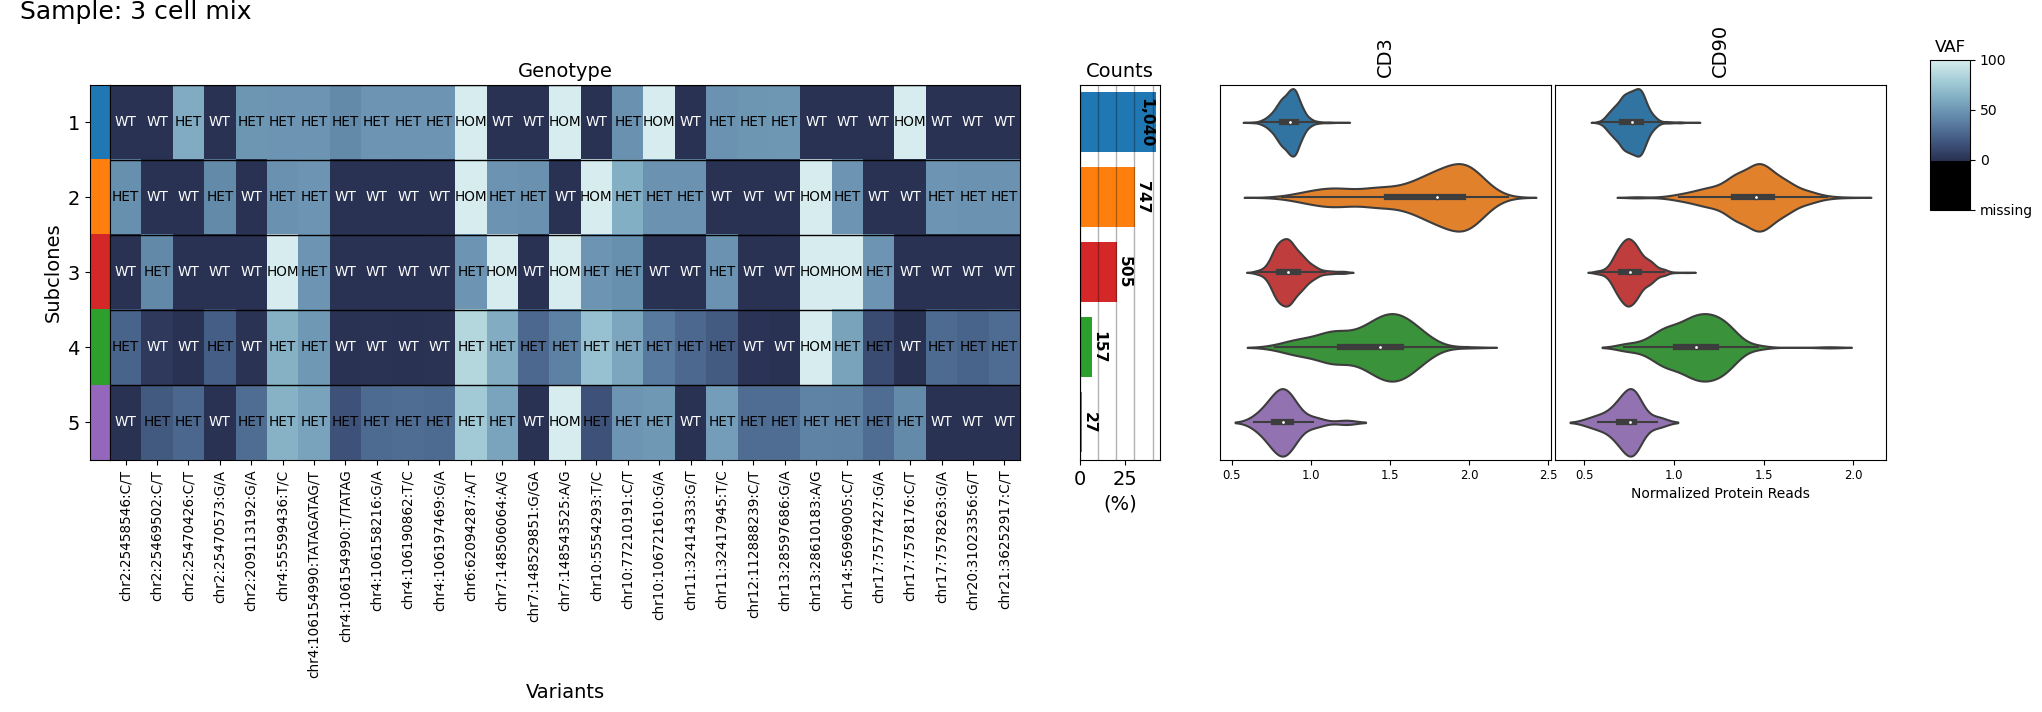 Sample: 3 cell mix
Genotype
Counts
CD3
CD90
VAF
100
50
0
missing
Subclones
1
WT WT HET WT HET HET HET HET HET HET HET HOM WT WT HOM WT HET HOM WT HET HET HET WT WT WT HOM WT WT WT
1,040
2
HET WT WT HET WT HET HET WT WT WT WT HOM HET HET WT HOM HET HET HET WT WT WT HOM HET WT WT HET HET HET
747
3
WT HET WT WT WT HOM HET WT WT WT WT HET HOM WT HOM HET HET WT WT HET WT WT HOM HOM HET WT WT WT WT
505
4
HET WT WT HET WT HET HET WT WT WT WT HET HET HET HET HET HET HET HET HET WT WT HOM HET HET WT HET HET HET
157
5
WT HET HET WT HET HET HET HET HET HET HET HET HET WT HOM HET HET HET WT HET HET HET HET HET HET HET WT WT WT
27
chr2:25458546:C/T
chr2:25469502:C/T
chr2:25470426:C/T
chr2:25470573:G/A
chr2:209113192:G/A
chr4:55599436:T/C
chr4:106154990:TATAGATAG/T
chr4:106154990:T/TATAG
chr4:106158216:G/A
chr4:106190862:T/C
chr4:106197469:G/A
chr6:62094287:A/T
chr7:148506064:A/G
chr7:148529851:G/GA
chr7:148543525:A/G
chr10:5554293:T/C
chr10:77210191:C/T
chr10:106721610:G/A
chr11:32414333:G/T
chr11:32417945:T/C
chr12:112888239:C/T
chr13:28597686:G/A
chr13:28610183:A/G
chr14:56969005:C/T
chr17:7577427:G/A
chr17:7578176:C/T
chr17:7578263:G/A
chr20:31023356:G/T
chr21:36252917:C/T
Variants
0 25
(%)
0.5 1.0 1.5 2.0 2.5
0.5 1.0 1.5 2.0
Normalized Protein Reads